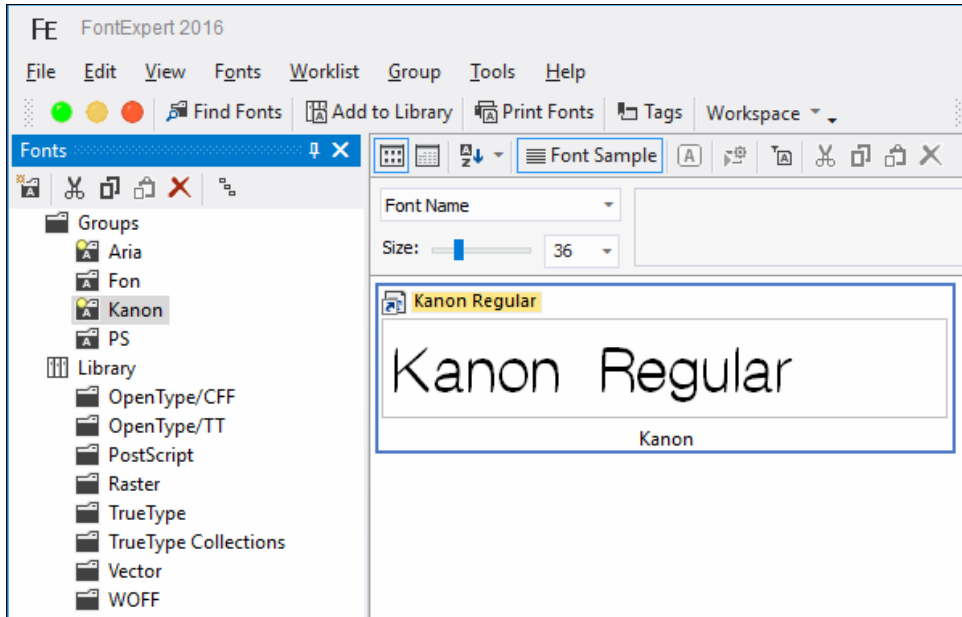 FE FontExpert 2016
File Edit View Fonts Worklist Group Tools Help
Find Fonts Add to Library Print Fonts Tags Workspace
Fonts
Font Sample
Font Name
Size: 36
Groups
Aria
Fon
Kanon
PS
Library
OpenType/CFF
OpenType/TT
PostScript
Raster
TrueType
TrueType Collections
Vector
WOFF
Kanon Regular
Kanon Regular
Kanon